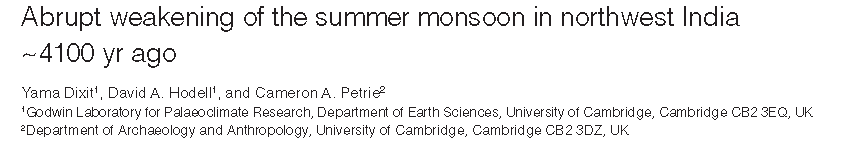 Abrupt weakening of the summer monsoon in northwest India
~4100 yr ago
Yama Dixit¹, David A. Hodell¹, and Cameron A. Petrie²
¹Godwin Laboratory for Palaeoclimate Research, Department of Earth Sciences, University of Cambridge, Cambridge CB2 3EQ, UK
²Department of Archaeology and Anthropology, University of Cambridge, Cambridge CB2 3DZ, UK